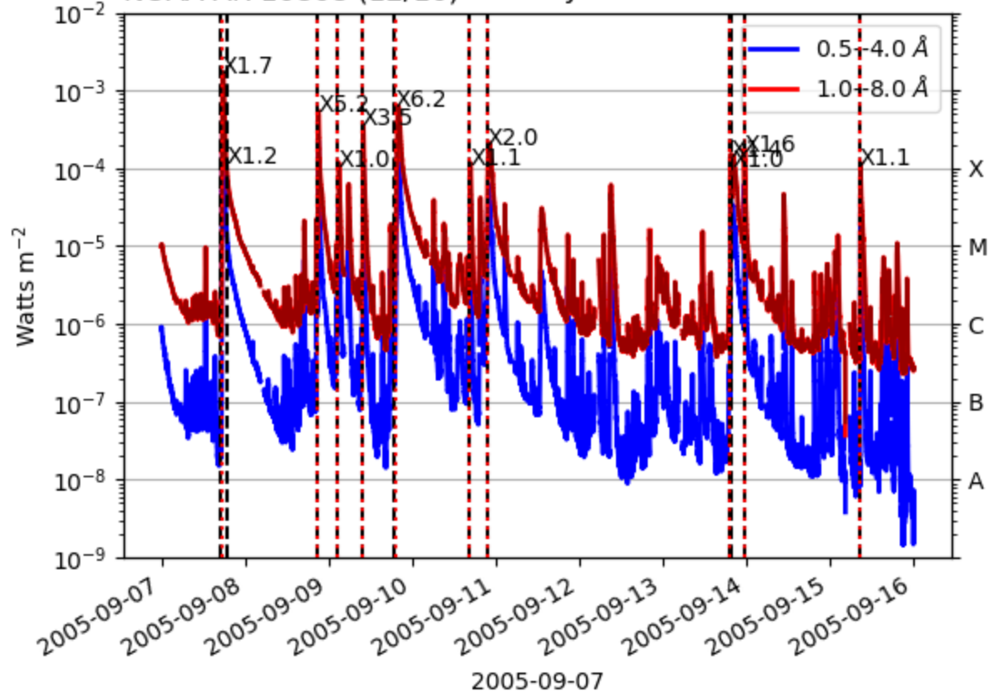 10⁻²
10⁻³
10⁻⁴
10⁻⁵
10⁻⁶
10⁻⁷
10⁻⁸
10⁻⁹
Watts m⁻²
X
M
C
B
A
0.5--4.0 Å
1.0--8.0 Å
X1.7
X1.2
X5.2
X1.0
X3.5
X6.2
X1.1
X2.0
X1.0
X1.6
X1.1
2005-09-07
2005-09-08
2005-09-09
2005-09-10
2005-09-11
2005-09-12
2005-09-13
2005-09-14
2005-09-15
2005-09-16
2005-09-07